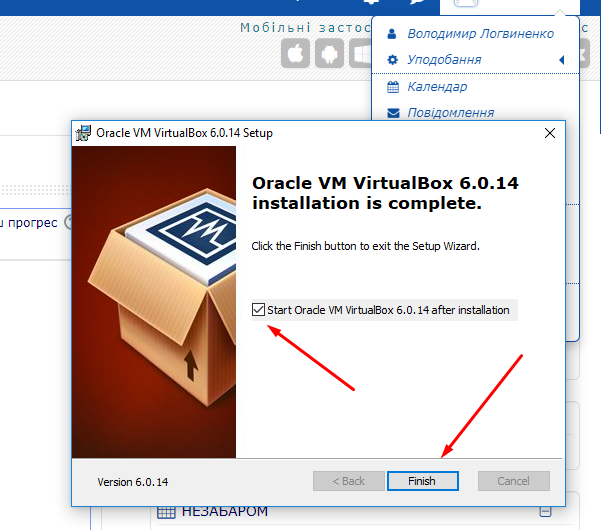 Мобільні застос
с
Володимир Логвиненко
Уподобання
Календар
Повідомлення
Oracle VM VirtualBox 6.0.14 Setup
Oracle VM VirtualBox 6.0.14
installation is complete.
Click the Finish button to exit the Setup Wizard.
прогрес
Start Oracle VM VirtualBox 6.0.14 after installation
Version 6.0.14
< Back
Finish
Cancel
НЕЗАБАРОМ